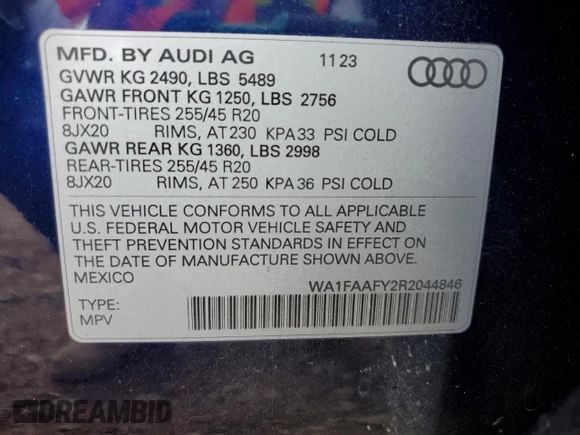 MFD. BY AUDI AG 11 23
GVWR KG 2490, LBS 5489
GAWR FRONT KG 1250, LBS 2756
FRONT-TIRES 255/45 R20
8JX20 RIMS, AT 230 KPA 33 PSI COLD
GAWR REAR KG 1360, LBS 2998
REAR-TIRES 255/45 R20
8JX20 RIMS, AT 250 KPA 36 PSI COLD
THIS VEHICLE CONFORMS TO ALL APPLICABLE
U.S. FEDERAL MOTOR VEHICLE SAFETY AND
THEFT PREVENTION STANDARDS IN EFFECT ON
THE DATE OF MANUFACTURE SHOWN ABOVE.
MEXICO WA1FAAFY2R2044846
TYPE:
MPV
DREAMBID